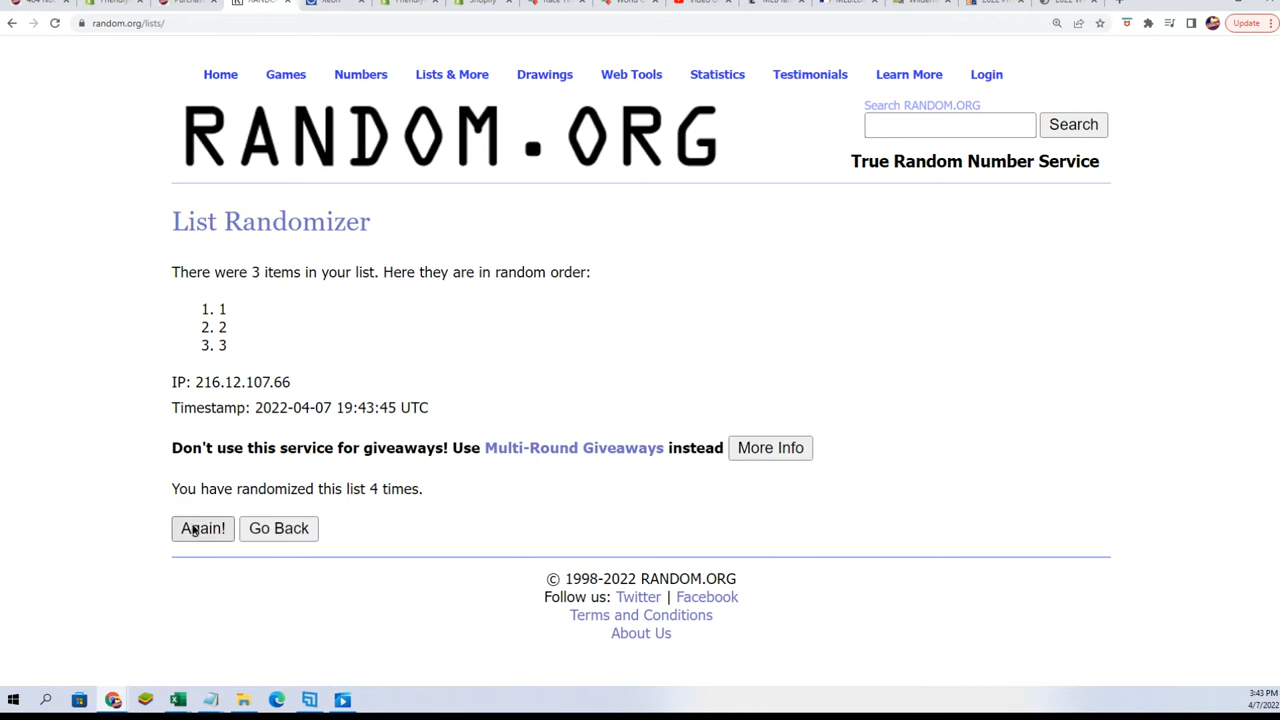 random.org/lists/
Update
Home Games Numbers Lists & More Drawings Web Tools Statistics Testimonials Learn More Login
RANDOM.ORG
Search RANDOM.ORG
Search
True Random Number Service
List Randomizer
There were 3 items in your list. Here they are in random order:
1. 1
2. 2
3. 3
IP: 216.12.107.66
Timestamp: 2022-04-07 19:43:45 UTC
Don't use this service for giveaways! Use Multi-Round Giveaways instead More Info
You have randomized this list 4 times.
Again! Go Back
© 1998-2022 RANDOM.ORG
Follow us: Twitter | Facebook
Terms and Conditions
About Us
3:43 PM
4/7/2022